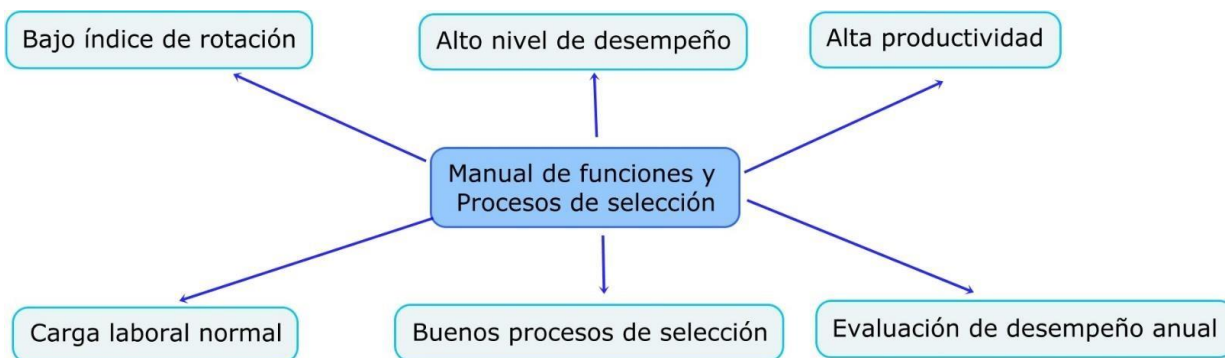 Bajo índice de rotación
Alto nivel de desempeño
Alta productividad
Manual de funciones y
Procesos de selección
Carga laboral normal
Buenos procesos de selección
Evaluación de desempeño anual